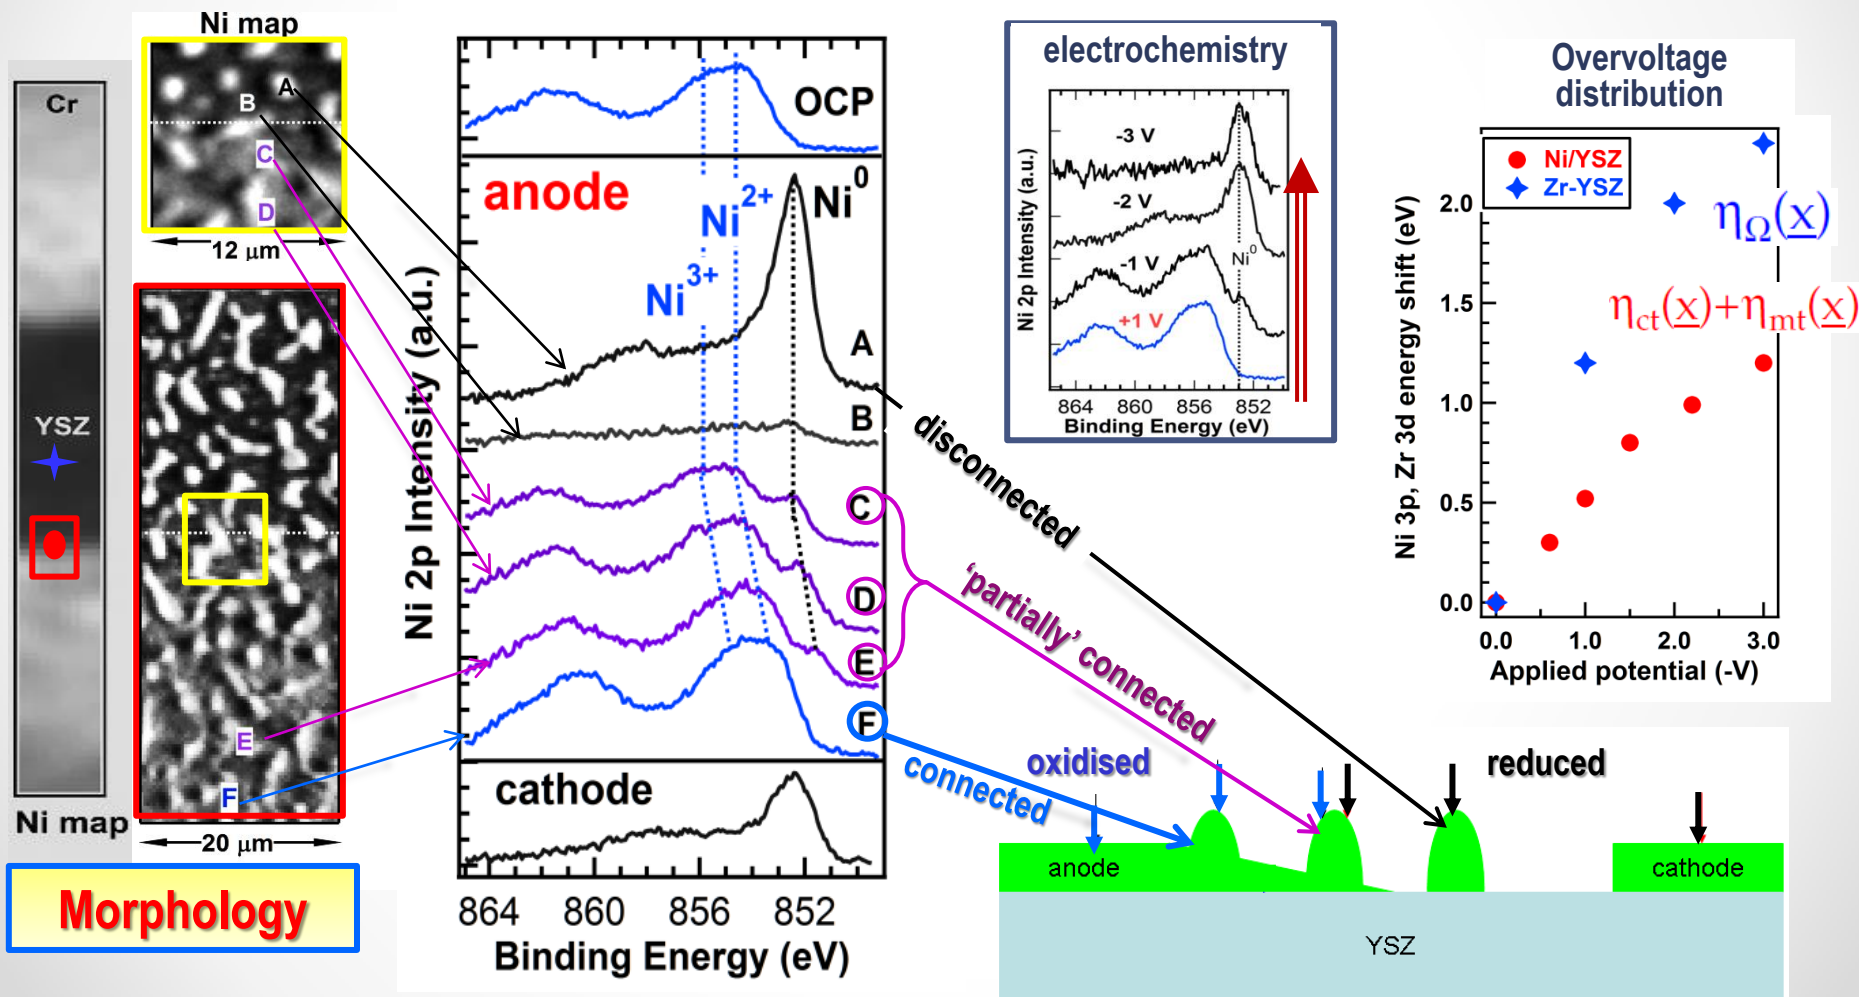 Ni map
Cr
YSZ
Ni map
A
B
C
D
12 μm
E
F
20 μm
Morphology
Ni 2p Intensity (a.u.)
OCP
anode
Ni0
Ni2+
Ni3+
A
B
C
D
E
F
cathode
864 860 856 852
Binding Energy (eV)
electrochemistry
Ni 2p Intensity (a.u.)
-3 V
-2 V
-1 V
Ni0
+1 V
864 860 856 852
Binding Energy (eV)
disconnected
'partially' connected
connected
oxidised
reduced
anode
cathode
YSZ
Overvoltage
distribution
Ni 3p, Zr 3d energy shift (eV)
Ni/YSZ
Zr-YSZ
2.0
1.5
1.0
0.5
0.0
ηΩ(x)
ηct(x)+ηmt(x)
0.0 1.0 2.0 3.0
Applied potential (-V)